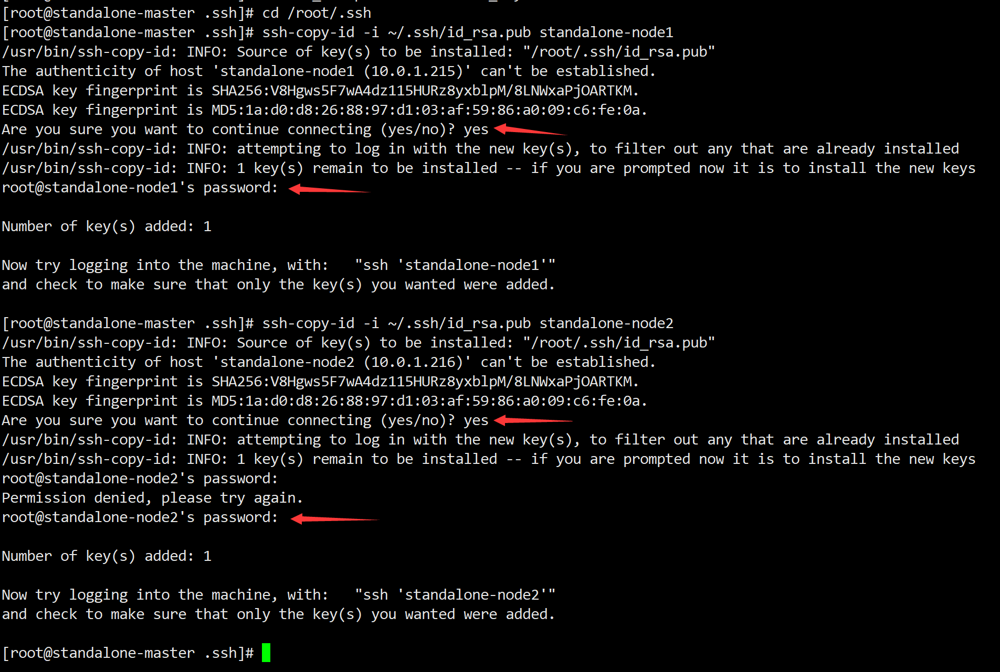 [root@standalone-master .ssh]# cd /root/.ssh
[root@standalone-master .ssh]# ssh-copy-id -i ~/.ssh/id_rsa.pub standalone-node1
/usr/bin/ssh-copy-id: INFO: Source of key(s) to be installed: "/root/.ssh/id_rsa.pub"
The authenticity of host 'standalone-node1 (10.0.1.215)' can't be established.
ECDSA key fingerprint is SHA256:V8Hgws5F7wA4dz115HURz8yxblpM/8LNWxaPjOARTKM.
ECDSA key fingerprint is MD5:1a:d0:d8:26:88:97:d1:03:af:59:86:a0:09:c6:fe:0a.
Are you sure you want to continue connecting (yes/no)? yes
/usr/bin/ssh-copy-id: INFO: attempting to log in with the new key(s), to filter out any that are already installed
/usr/bin/ssh-copy-id: INFO: 1 key(s) remain to be installed -- if you are prompted now it is to install the new keys
root@standalone-node1's password:
Number of key(s) added: 1
Now try logging into the machine, with:   "ssh 'standalone-node1'"
and check to make sure that only the key(s) you wanted were added.
[root@standalone-master .ssh]# ssh-copy-id -i ~/.ssh/id_rsa.pub standalone-node2
/usr/bin/ssh-copy-id: INFO: Source of key(s) to be installed: "/root/.ssh/id_rsa.pub"
The authenticity of host 'standalone-node2 (10.0.1.216)' can't be established.
ECDSA key fingerprint is SHA256:V8Hgws5F7wA4dz115HURz8yxblpM/8LNWxaPjOARTKM.
ECDSA key fingerprint is MD5:1a:d0:d8:26:88:97:d1:03:af:59:86:a0:09:c6:fe:0a.
Are you sure you want to continue connecting (yes/no)? yes
/usr/bin/ssh-copy-id: INFO: attempting to log in with the new key(s), to filter out any that are already installed
/usr/bin/ssh-copy-id: INFO: 1 key(s) remain to be installed -- if you are prompted now it is to install the new keys
root@standalone-node2's password:
Permission denied, please try again.
root@standalone-node2's password:
Number of key(s) added: 1
Now try logging into the machine, with:   "ssh 'standalone-node2'"
and check to make sure that only the key(s) you wanted were added.
[root@standalone-master .ssh]#